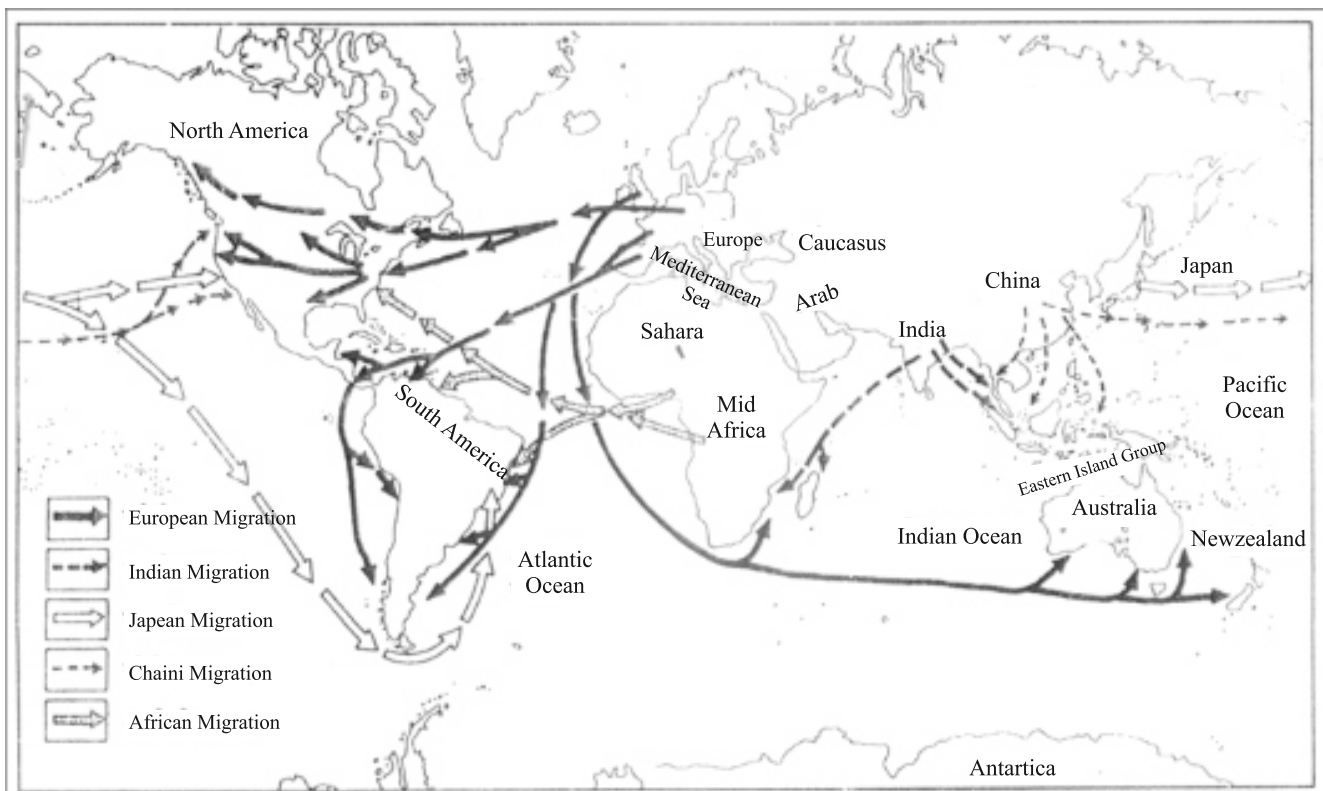 North America
Europe
Caucasus
Mediterranean
Sea
Arab
China
Japan
Sahara
India
Pacific
Ocean
South America
Mid
Africa
Eastern Island Group
Australia
Indian Ocean
Newzealand
Atlantic
Ocean
European Migration
Indian Migration
Japean Migration
Chaini Migration
African Migration
Antartica